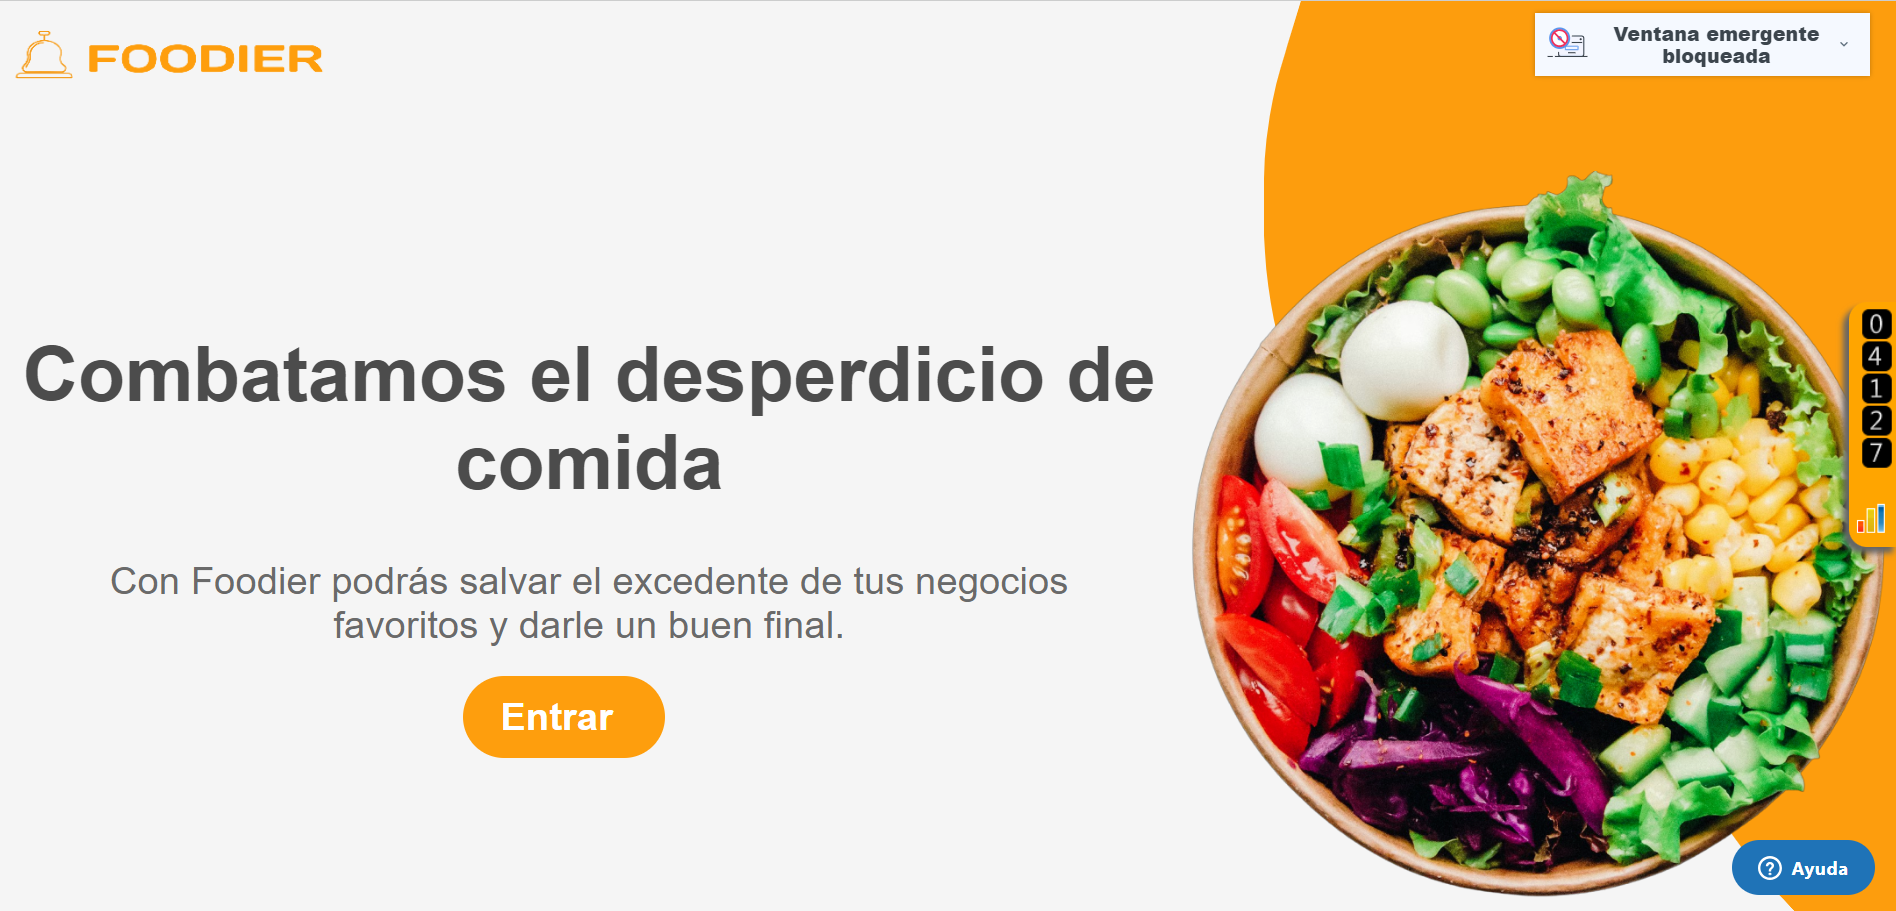 FOODIER
Ventana emergente
bloqueada
Combatamos el desperdicio de
comida
Con Foodier podrás salvar el excedente de tus negocios
favoritos y darle un buen final.
Entrar
0
4
1
2
7
Ayuda